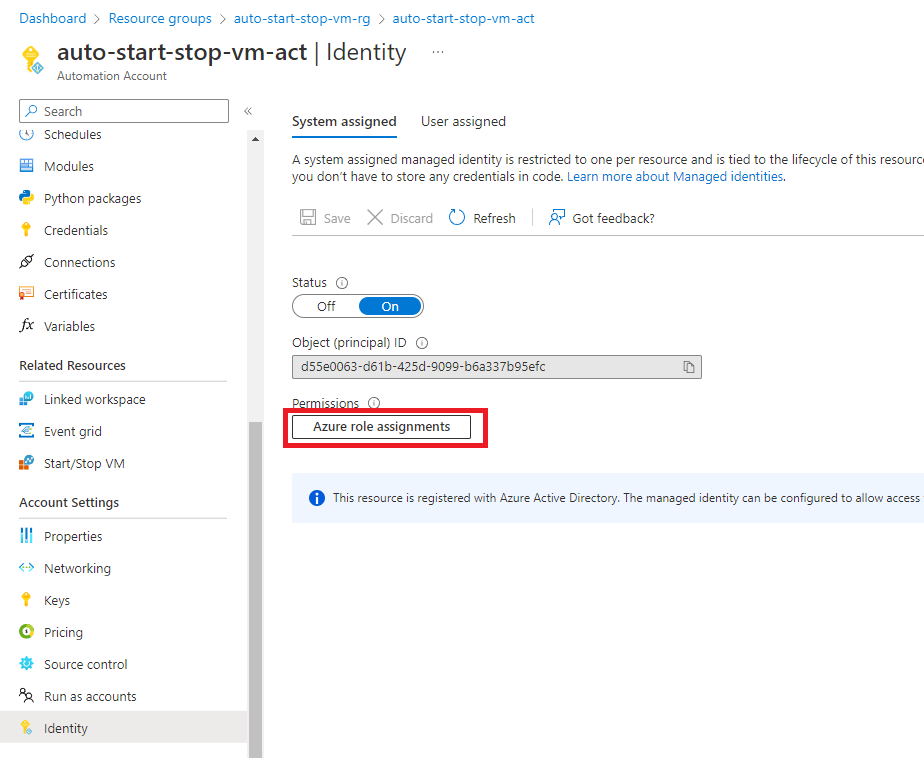 Dashboard > Resource groups > auto-start-stop-vm-rg > auto-start-stop-vm-act
auto-start-stop-vm-act | Identity ...
Automation Account
Search «
Schedules
Modules
Python packages
Credentials
Connections
Certificates
fx Variables
Related Resources
Linked workspace
Event grid
Start/Stop VM
Account Settings
Properties
Networking
Keys
Pricing
Source control
Run as accounts
Identity
System assigned User assigned
A system assigned managed identity is restricted to one per resource and is tied to the lifecycle of this resourc
you don't have to store any credentials in code. Learn more about Managed identities.
Save Discard Refresh Got feedback?
Status
Off On
Object (principal) ID
d55e0063-d61b-425d-9099-b6a337b95efc
Permissions
Azure role assignments
This resource is registered with Azure Active Directory. The managed identity can be configured to allow access